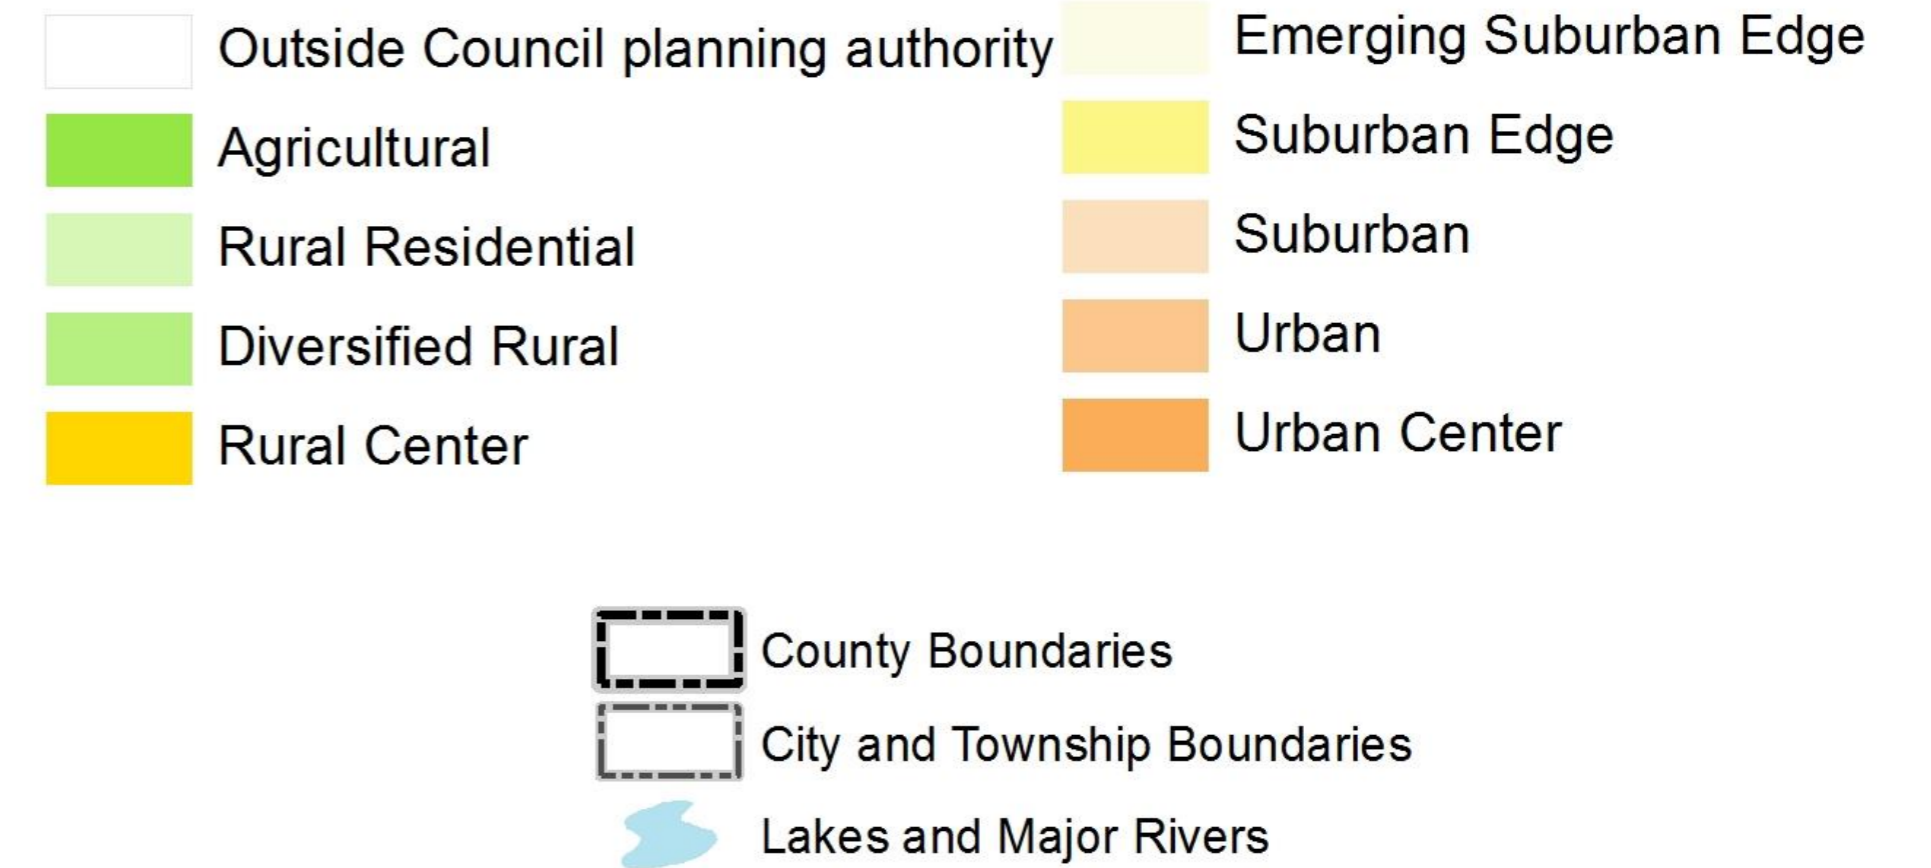 Outside Council planning authority
Agricultural
Rural Residential
Diversified Rural
Rural Center
Emerging Suburban Edge
Suburban Edge
Suburban
Urban
Urban Center
County Boundaries
City and Township Boundaries
Lakes and Major Rivers